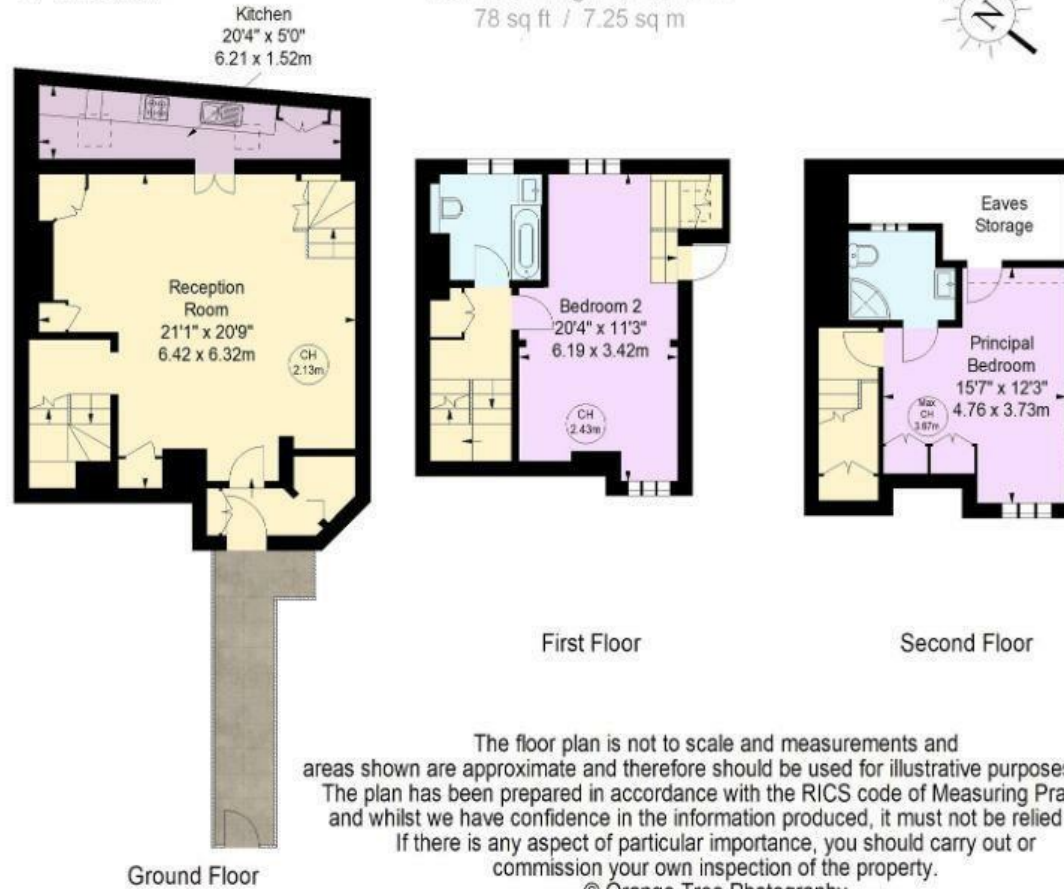 78 sq ft / 7.25 sq m
N
Kitchen
20'4" x 5'0"
6.21 x 1.52m
Reception
Room
21'1" x 20'9"
6.42 x 6.32m
CH
2.13m
Bedroom 2
20'4" x 11'3"
6.19 x 3.42m
CH
2.43m
Eaves
Storage
Principal
Bedroom
15'7" x 12'3"
4.76 x 3.73m
Max
CH
3.67m
First Floor
Second Floor
Ground Floor
The floor plan is not to scale and measurements and
areas shown are approximate and therefore should be used for illustrative purposes
The plan has been prepared in accordance with the RICS code of Measuring Pra
and whilst we have confidence in the information produced, it must not be relied
If there is any aspect of particular importance, you should carry out or
commission your own inspection of the property.
© Orange Tree Photography